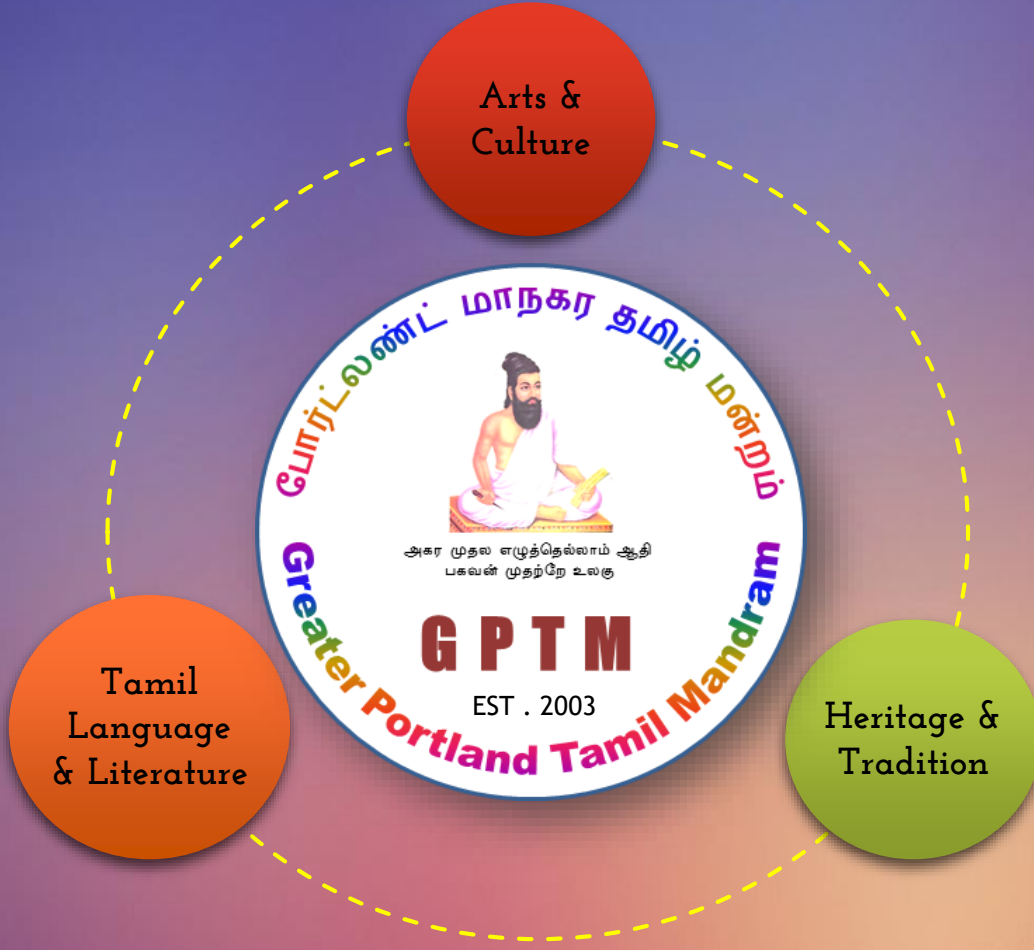 Arts &
Culture
போர்ட்லண்ட் மாநகர தமிழ் மன்றம்
அகர முதல எழுத்தெல்லாம் ஆதி
பகவன் முதற்றே உலகு
GPTM
EST . 2003
Greater Portland Tamil Mandram
Tamil
Language
& Literature
Heritage &
Tradition